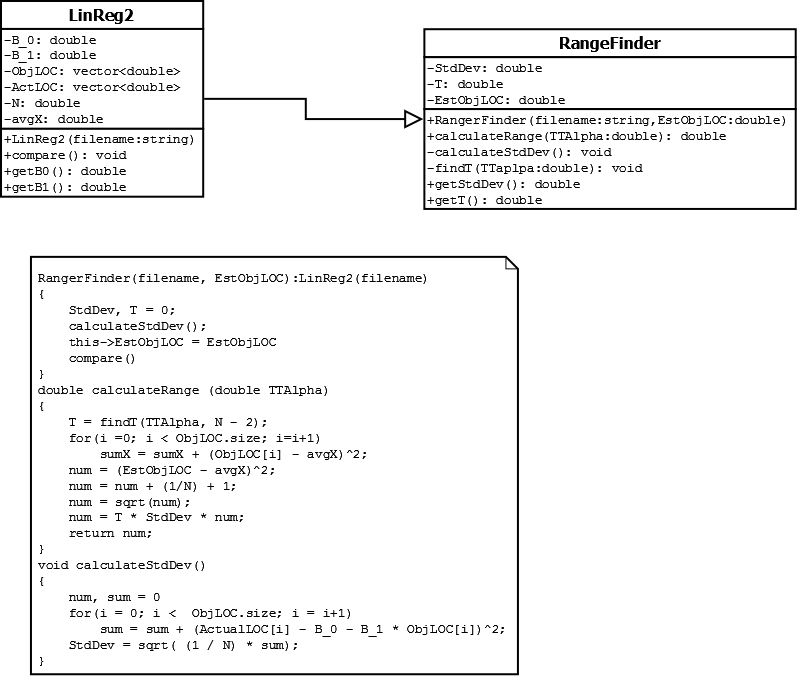 LinReg2
-B_0: double
-B_1: double
-ObjLOC: vector<double>
-ActLOC: vector<double>
-N: double
-avgX: double
+LinReg2(filename:string)
+compare(): void
+getB0(): double
+getB1(): double
RangeFinder
-StdDev: double
-T: double
-EstObjLOC: double
+RangerFinder(filename:string,EstObjLOC:double)
+calculateRange(TTAlpha:double): double
-calculateStdDev(): void
-findT(TTaplpa:double): void
+getStdDev(): double
+getT(): double
RangerFinder(filename, EstObjLOC):LinReg2(filename)
{
    StdDev, T = 0;
    calculateStdDev();
    this->EstObjLOC = EstObjLOC
    compare()
}
double calculateRange (double TTAlpha)
{
    T = findT(TTAlpha, N - 2);
    for(i =0; i < ObjLOC.size; i=i+1)
        sumX = sumX + (ObjLOC[i] - avgX)^2;
    num = (EstObjLOC - avgX)^2;
    num = num + (1/N) + 1;
    num = sqrt(num);
    num = T * StdDev * num;
    return num;
}
void calculateStdDev()
{
    num, sum = 0
    for(i = 0; i <  ObjLOC.size; i = i+1)
        sum = sum + (ActualLOC[i] - B_0 - B_1 * ObjLOC[i])^2;
    StdDev = sqrt( (1 / N) * sum);
}